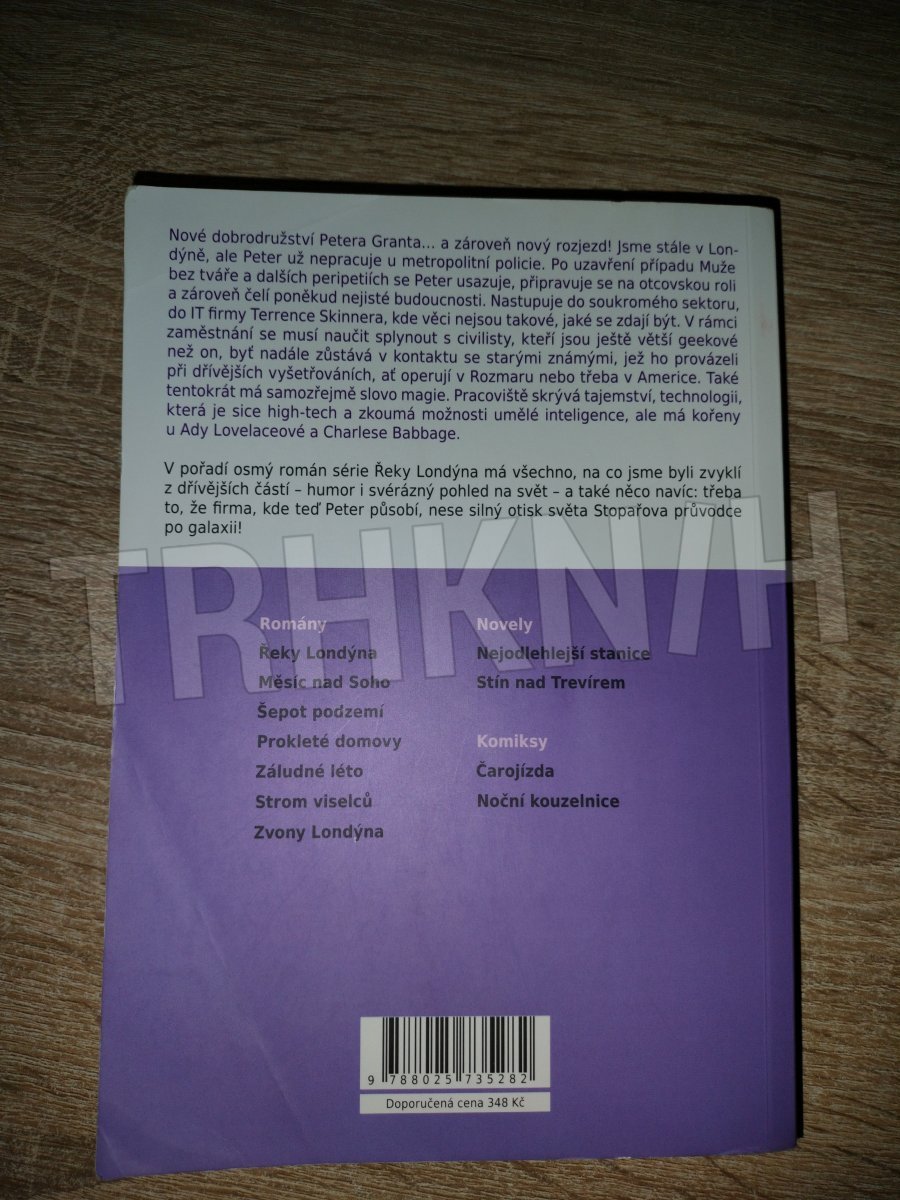 Nové dobrodružství Petera Granta... a zároveň nový rozjezd! Jsme stále v Lon-
dýně, ale Peter už nepracuje u metropolitní policie. Po uzavření případu Muže
bez tváře a dalších peripetiích se Peter usazuje, připravuje se na otcovskou roli
a zároveň čelí poněkud nejisté budoucnosti. Nastupuje do soukromého sektoru,
do IT firmy Terrence Skinnera, kde věci nejsou takové, jaké se zdají být. V rámci
zaměstnání se musí naučit splynout s civilisty, kteří jsou ještě větší geekové
než on, byť nadále zůstává v kontaktu se starými známými, jež ho provázeli
při dřívějších vyšetřováních, ať operují v Rozmaru nebo třeba v Americe. Také
tentokrát má samozřejmě slovo magie. Pracoviště skrývá tajemství, technologii,
která je sice high-tech a zkoumá možnosti umělé inteligence, ale má kořeny
u Ady Lovelaceové a Charlese Babbage.
V pořadí osmý román série Řeky Londýna má všechno, na co jsme byli zvyklí
z dřívějších částí – humor i svérázný pohled na svět – a také něco navíc: třeba
to, že firma, kde teď Peter působí, nese silný otisk světa Stopařova průvodce
po galaxii!
TRHKNI/H
Romány
Řeky Londýna
Měsíc nad Soho
Šepot podzemí
Prokleté domovy
Záludné léto
Strom viselců
Zvony Londýna
Novely
Nejodlehlejší stanice
Stín nad Trevírem
Komiksy
Čarojízda
Noční kouzelnice
9 788025 735282
Doporučená cena 348 Kč